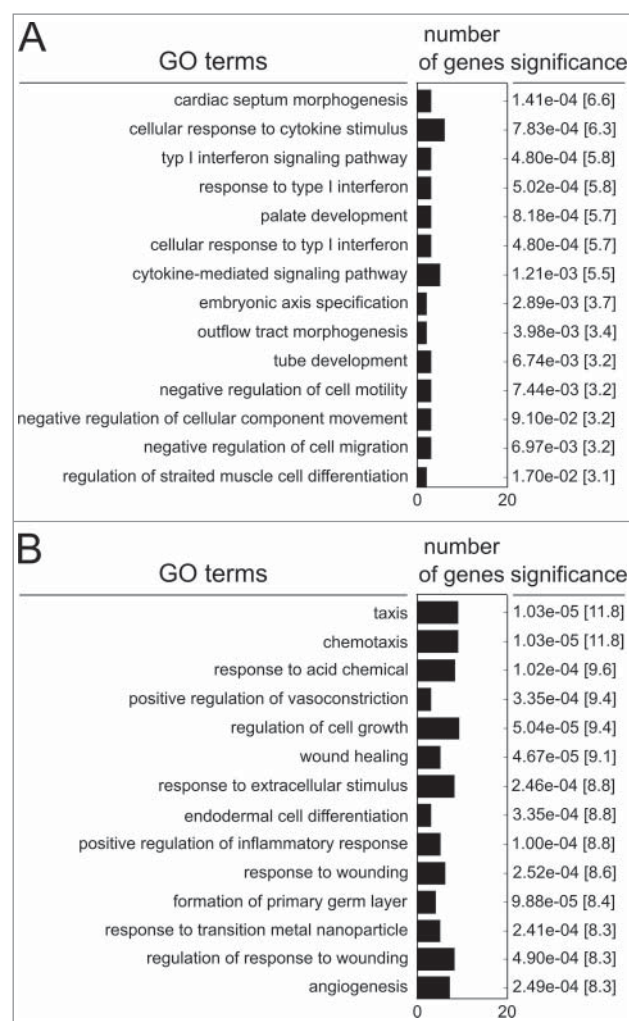 A
number
GO terms of genes significance
cardiac septum morphogenesis 1.41e-04 [6.6]
cellular response to cytokine stimulus 7.83e-04 [6.3]
typ I interferon signaling pathway 4.80e-04 [5.8]
response to type I interferon 5.02e-04 [5.8]
palate development 8.18e-04 [5.7]
cellular response to typ I interferon 4.80e-04 [5.7]
cytokine-mediated signaling pathway 1.21e-03 [5.5]
embryonic axis specification 2.89e-03 [3.7]
outflow tract morphogenesis 3.98e-03 [3.4]
tube development 6.74e-03 [3.2]
negative regulation of cell motility 7.44e-03 [3.2]
negative regulation of cellular component movement 9.10e-02 [3.2]
negative regulation of cell migration 6.97e-03 [3.2]
regulation of straited muscle cell differentiation 1.70e-02 [3.1]
0 20
B
number
GO terms of genes significance
taxis 1.03e-05 [11.8]
chemotaxis 1.03e-05 [11.8]
response to acid chemical 1.02e-04 [9.6]
positive regulation of vasoconstriction 3.35e-04 [9.4]
regulation of cell growth 5.04e-05 [9.4]
wound healing 4.67e-05 [9.1]
response to extracellular stimulus 2.46e-04 [8.8]
endodermal cell differentiation 3.35e-04 [8.8]
positive regulation of inflammatory response 1.00e-04 [8.8]
response to wounding 2.52e-04 [8.6]
formation of primary germ layer 9.88e-05 [8.4]
response to transition metal nanoparticle 2.41e-04 [8.3]
regulation of response to wounding 4.90e-04 [8.3]
angiogenesis 2.49e-04 [8.3]
0 20